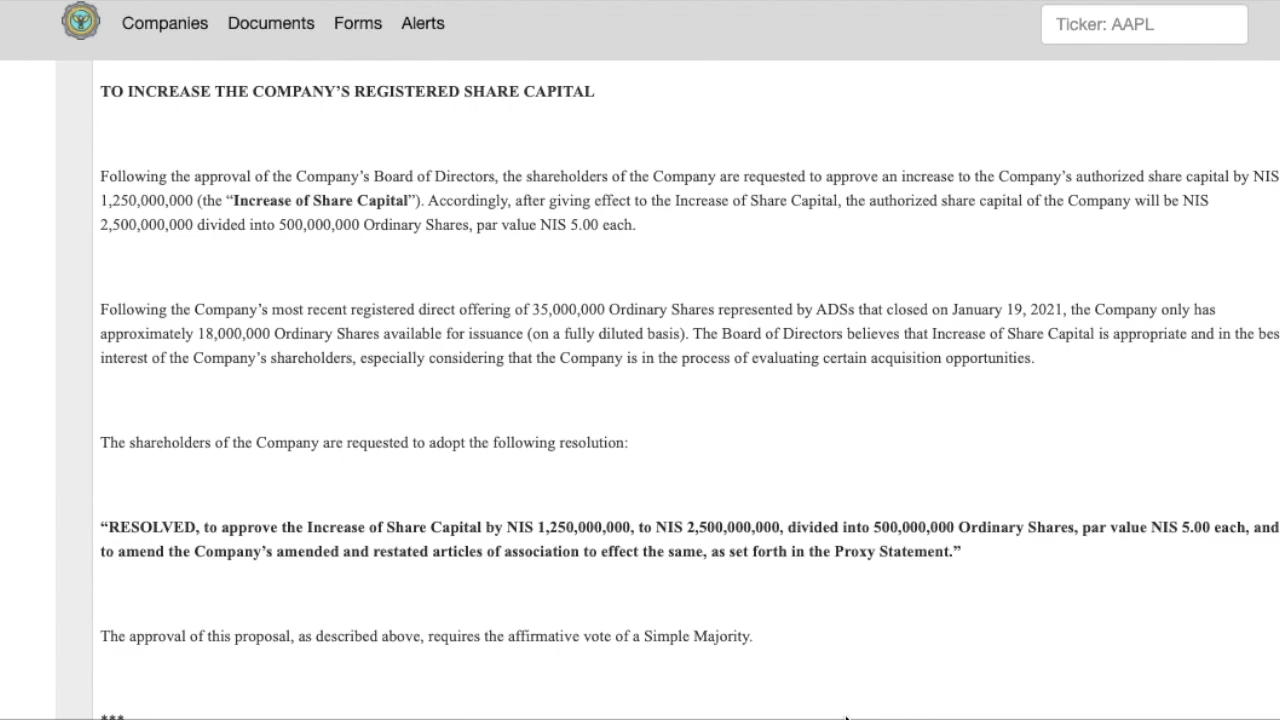 Companies Documents Forms Alerts Ticker: AAPL
TO INCREASE THE COMPANY’S REGISTERED SHARE CAPITAL
Following the approval of the Company’s Board of Directors, the shareholders of the Company are requested to approve an increase to the Company’s authorized share capital by NIS
1,250,000,000 (the “Increase of Share Capital”). Accordingly, after giving effect to the Increase of Share Capital, the authorized share capital of the Company will be NIS
2,500,000,000 divided into 500,000,000 Ordinary Shares, par value NIS 5.00 each.
Following the Company’s most recent registered direct offering of 35,000,000 Ordinary Shares represented by ADSs that closed on January 19, 2021, the Company only has
approximately 18,000,000 Ordinary Shares available for issuance (on a fully diluted basis). The Board of Directors believes that Increase of Share Capital is appropriate and in the bes
interest of the Company’s shareholders, especially considering that the Company is in the process of evaluating certain acquisition opportunities.
The shareholders of the Company are requested to adopt the following resolution:
“RESOLVED, to approve the Increase of Share Capital by NIS 1,250,000,000, to NIS 2,500,000,000, divided into 500,000,000 Ordinary Shares, par value NIS 5.00 each, and
to amend the Company’s amended and restated articles of association to effect the same, as set forth in the Proxy Statement.”
The approval of this proposal, as described above, requires the affirmative vote of a Simple Majority.
***